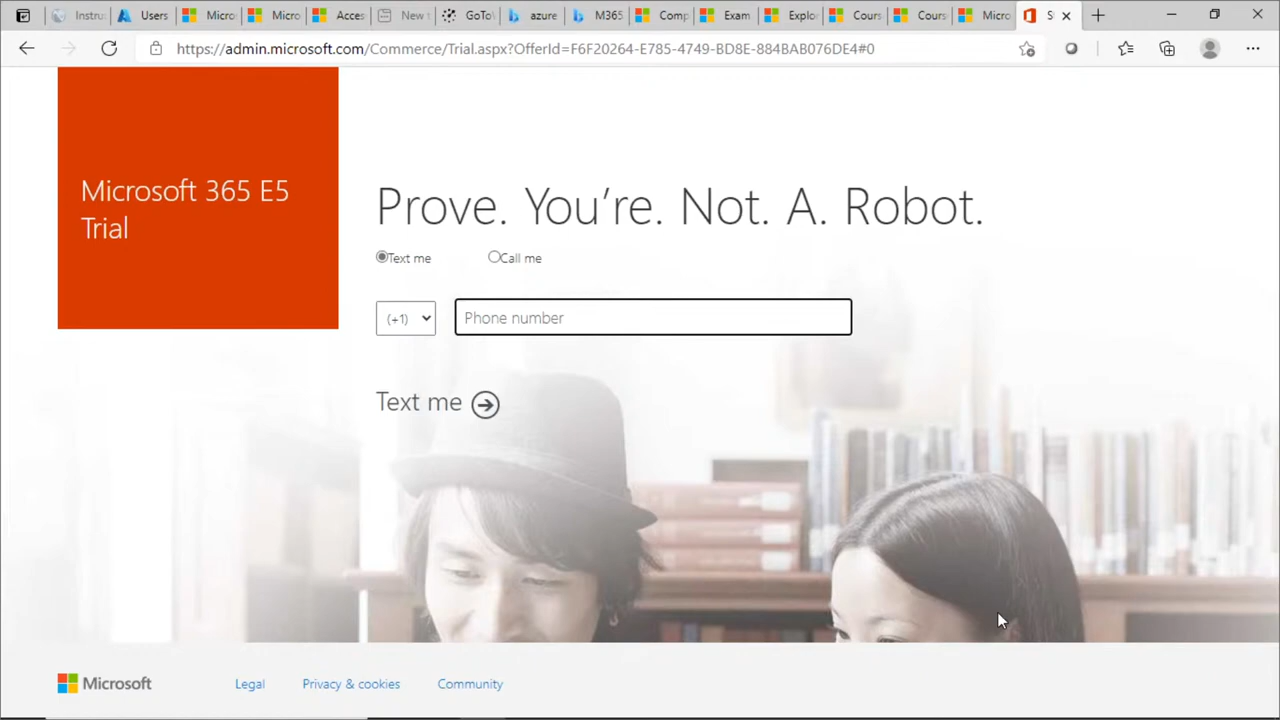 Instru
Users
Micro
Micro
Acces
New t
GoTo
azure
M365
Comp
Exam
Explo
Cours
Cours
Micro
https://admin.microsoft.com/Commerce/Trial.aspx?OfferId=F6F20264-E785-4749-BD8E-884BAB076DE4#0
Microsoft 365 E5
Trial
Prove. You’re. Not. A. Robot.
Text me Call me
(+1) Phone number
Text me
Microsoft Legal Privacy & cookies Community